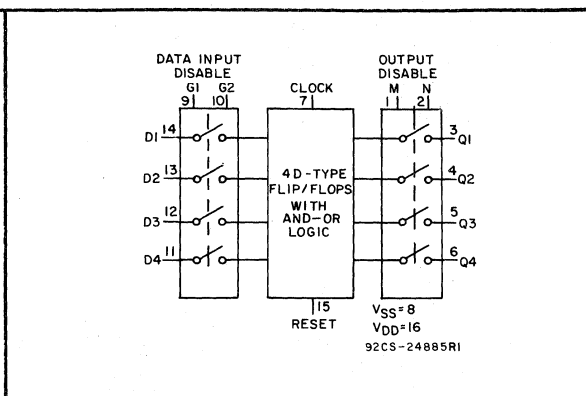 DATA INPUT
DISABLE
G1 G2
9 10
CLOCK
7
OUTPUT
DISABLE
M N
1 2
D1 14
D2 13
D3 12
D4 11
4 D-TYPE
FLIP/FLOPS
WITH
AND-OR
LOGIC
3 Q1
4 Q2
5 Q3
6 Q4
15
RESET
VSS=8
VDD=16
92CS-24885R1